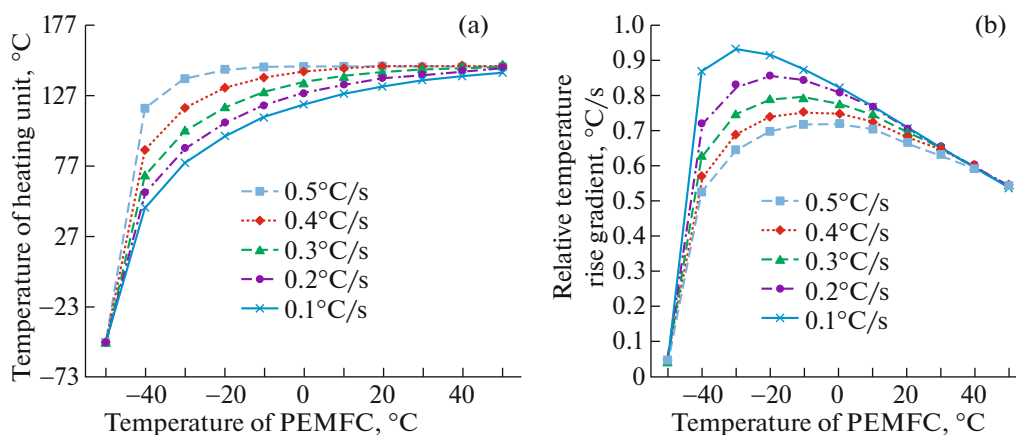 (a)
Temperature of heating unit, °C
177
127
77
27
−23
−73
0.5°C/s
0.4°C/s
0.3°C/s
0.2°C/s
0.1°C/s
−40 −20 0 20 40
Temperature of PEMFC, °C
(b)
Relative temperature
rise gradient, °C/s
1.0
0.9
0.8
0.7
0.6
0.5
0.4
0.3
0.2
0.1
0
0.5°C/s
0.4°C/s
0.3°C/s
0.2°C/s
0.1°C/s
−40 −20 0 20 40
Temperature of PEMFC, °C